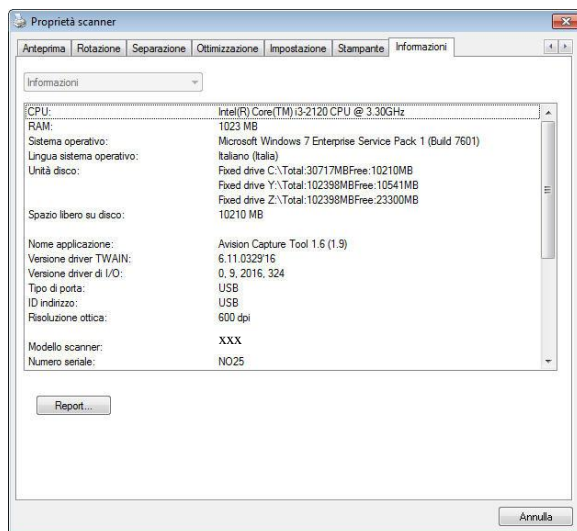 Proprietà scanner
Anteprima Rotazione Separazione Ottimizzazione Impostazione Stampante Informazioni
Informazioni
CPU: Intel(R) Core(TM) i3-2120 CPU @ 3.30GHz
RAM: 1023 MB
Sistema operativo: Microsoft Windows 7 Enterprise Service Pack 1 (Build 7601)
Lingua sistema operativo: Italiano (Italia)
Unità disco: Fixed drive C:\Total:30717MBFree:10210MB
Fixed drive Y:\Total:102398MBFree:10541MB
Fixed drive Z:\Total:102398MBFree:23300MB
Spazio libero su disco: 10210 MB
Nome applicazione: Avision Capture Tool 1.6 (1.9)
Versione driver TWAIN: 6.11.0329'16
Versione driver di I/O: 0, 9, 2016, 324
Tipo di porta: USB
ID indirizzo: USB
Risoluzione ottica: 600 dpi
Modello scanner: XXX
Numero seriale: NO25
Report...
Annulla